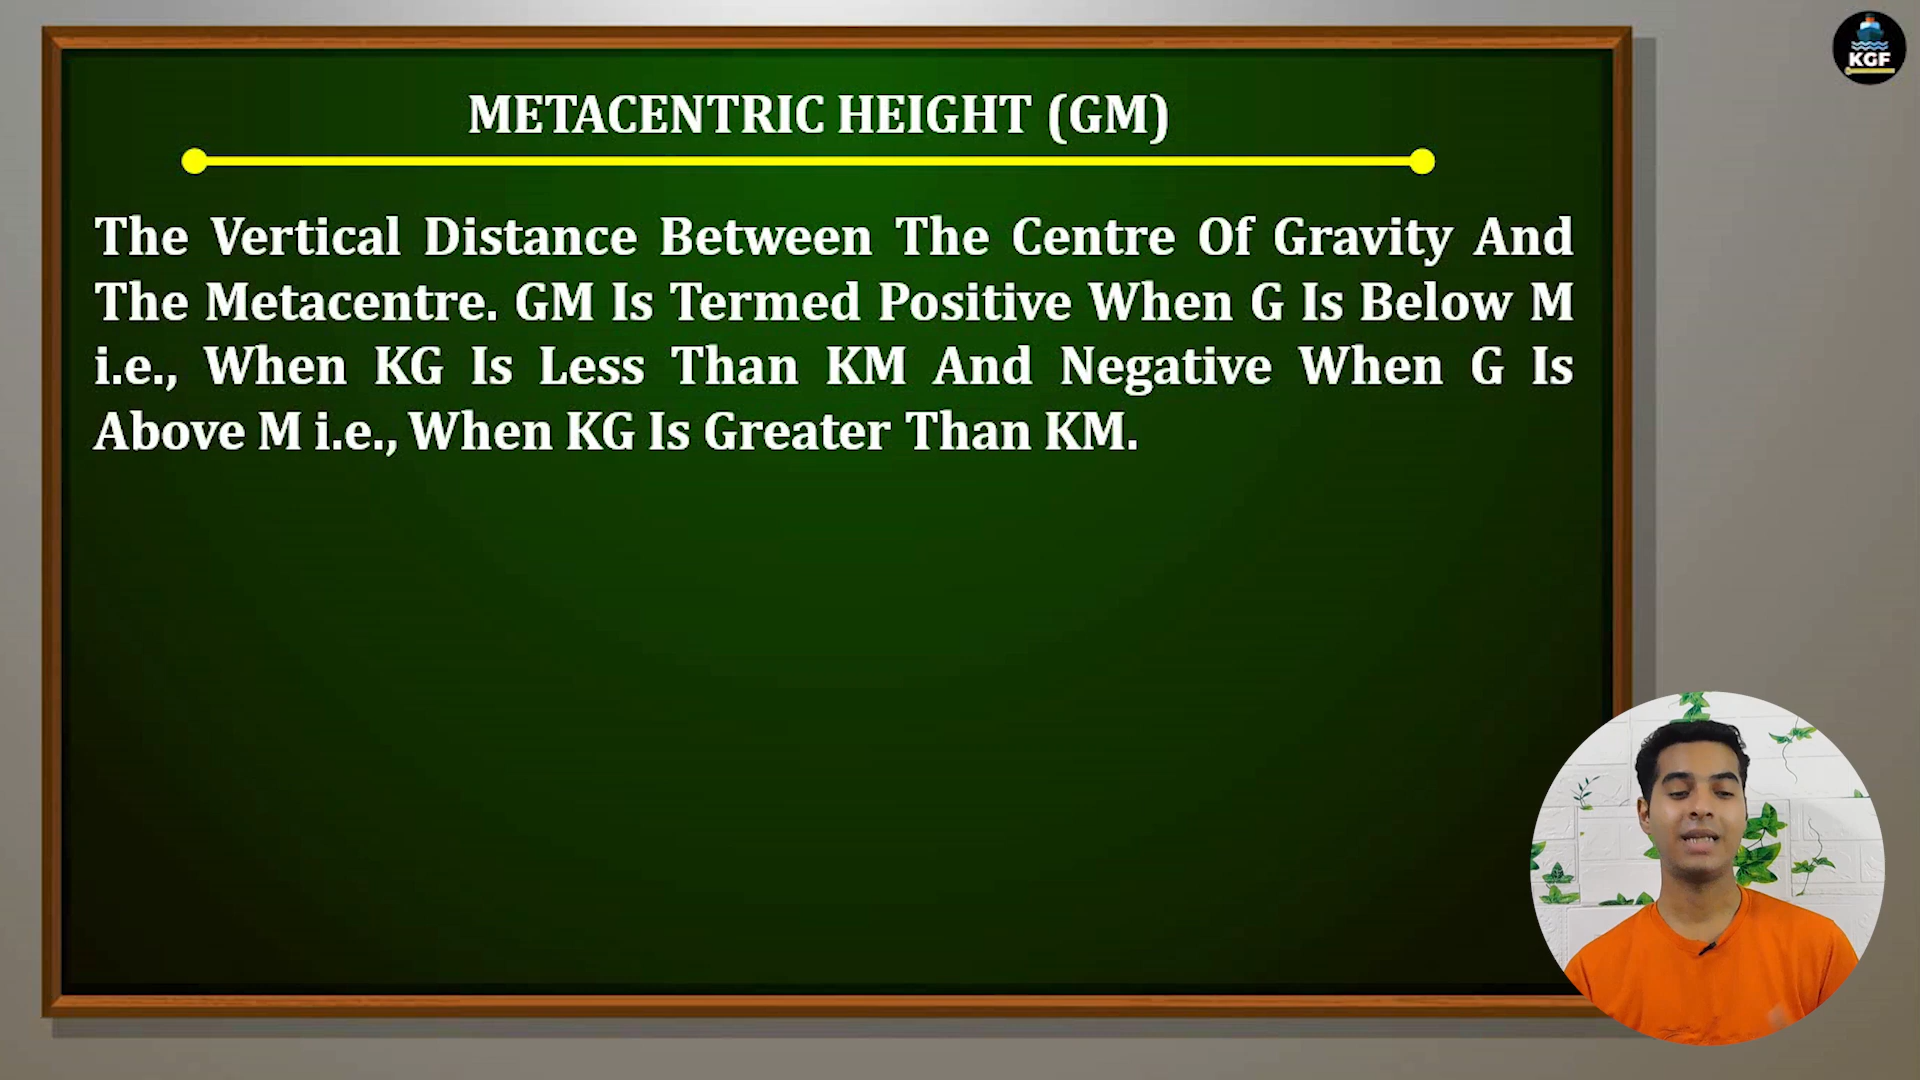 KGF
METACENTRIC HEIGHT (GM)
The Vertical Distance Between The Centre Of Gravity And
The Metacentre. GM Is Termed Positive When G Is Below M
i.e., When KG Is Less Than KM And Negative When G Is
Above M i.e., When KG Is Greater Than KM.